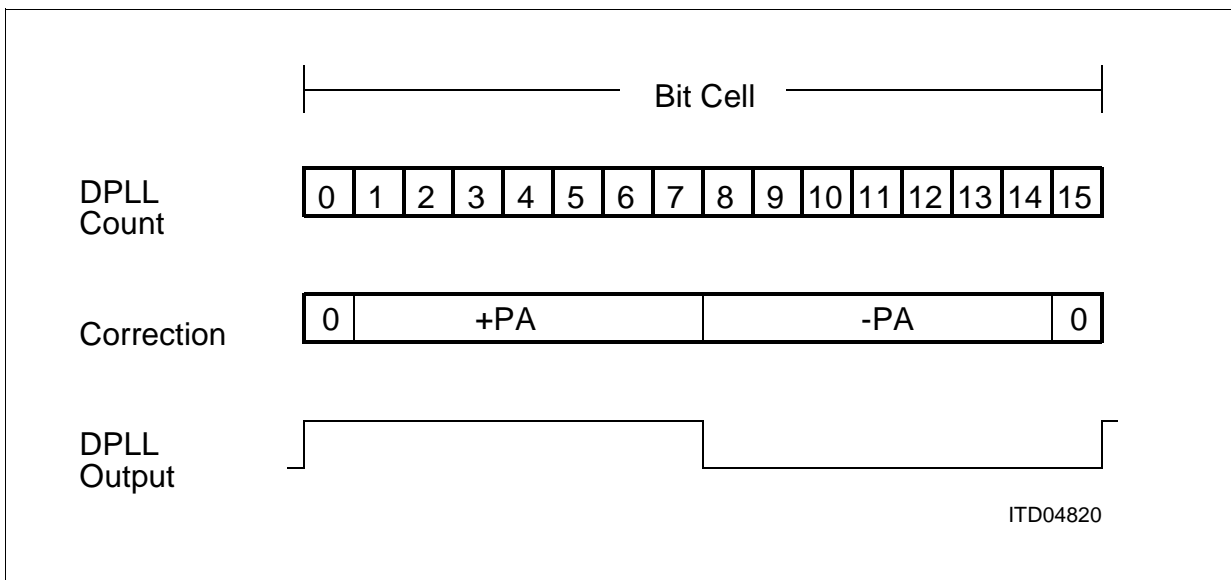 Bit Cell
DPLL
Count
0 1 2 3 4 5 6 7 8 9 10 11 12 13 14 15
Correction
0 +PA -PA 0
DPLL
Output
ITD04820